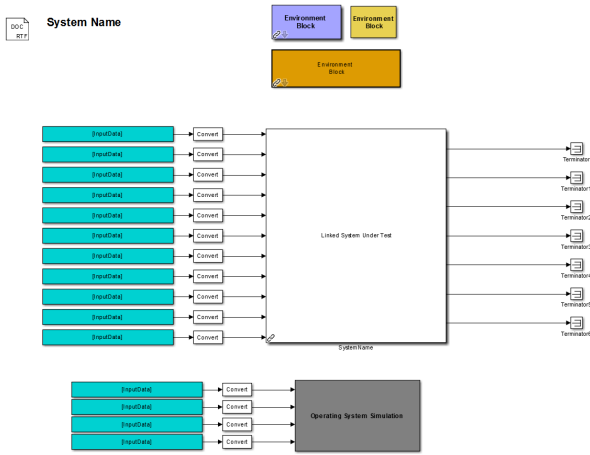 DOC
RTF
System Name
Environment
Block
Environment
Block
Environment
Block
[InputData]
Convert
[InputData]
Convert
[InputData]
Convert
[InputData]
Convert
[InputData]
Convert
[InputData]
Convert
[InputData]
Convert
[InputData]
Convert
[InputData]
Convert
[InputData]
Convert
[InputData]
Convert
Linked System Under Test
SystemName
Terminator
Terminator1
Terminator2
Terminator3
Terminator4
Terminator5
Terminator6
[InputData]
Convert
[InputData]
Convert
[InputData]
Convert
[InputData]
Convert
Operating System Simulation